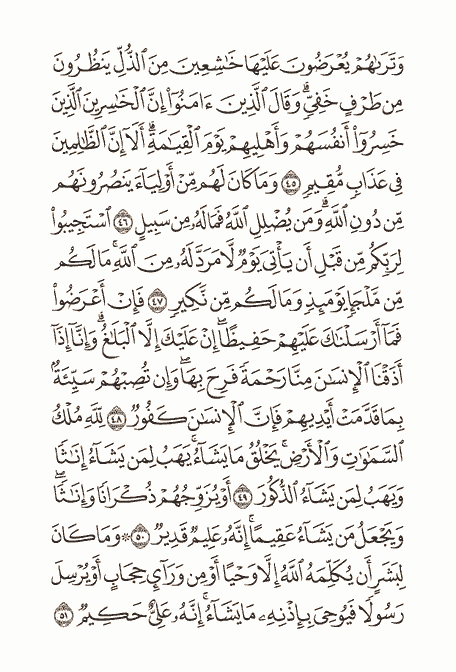 وَتَرَىٰهُمْ يُعْرَضُونَ عَلَيْهَا خَـٰشِعِينَ مِنَ ٱلذُّلِّ يَنظُرُونَ
مِن طَرْفٍ خَفِىٍّ ۗ وَقَالَ ٱلَّذِينَ ءَامَنُوٓا۟ إِنَّ ٱلْخَـٰسِرِينَ ٱلَّذِينَ
خَسِرُوٓا۟ أَنفُسَهُمْ وَأَهْلِيهِمْ يَوْمَ ٱلْقِيَـٰمَةِ ۗ أَلَآ إِنَّ ٱلظَّـٰلِمِينَ
فِى عَذَابٍ مُّقِيمٍ ٤٥ وَمَا كَانَ لَهُم مِّنْ أَوْلِيَآءَ يَنصُرُونَهُم
مِّن دُونِ ٱللَّهِ ۗ وَمَن يُضْلِلِ ٱللَّهُ فَمَا لَهُۥ مِن سَبِيلٍ ٤٦ ٱسْتَجِيبُوا۟
لِرَبِّكُم مِّن قَبْلِ أَن يَأْتِىَ يَوْمٌ لَّا مَرَدَّ لَهُۥ مِنَ ٱللَّهِ ۚ مَا لَكُم
مِّن مَّلْجَإٍ يَوْمَئِذٍ وَمَا لَكُم مِّن نَّكِيرٍ ٤٧ فَإِنْ أَعْرَضُوا۟
فَمَآ أَرْسَلْنَـٰكَ عَلَيْهِمْ حَفِيظًا ۖ إِنْ عَلَيْكَ إِلَّا ٱلْبَلَـٰغُ ۗ وَإِنَّآ إِذَآ
أَذَقْنَا ٱلْإِنسَـٰنَ مِنَّا رَحْمَةً فَرِحَ بِهَا ۖ وَإِن تُصِبْهُمْ سَيِّئَةٌۢ
بِمَا قَدَّمَتْ أَيْدِيهِمْ فَإِنَّ ٱلْإِنسَـٰنَ كَفُورٌ ٤٨ لِّلَّهِ مُلْكُ
ٱلسَّمَـٰوَٰتِ وَٱلْأَرْضِ ۚ يَخْلُقُ مَا يَشَآءُ ۚ يَهَبُ لِمَن يَشَآءُ إِنَـٰثًا
وَيَهَبُ لِمَن يَشَآءُ ٱلذُّكُورَ ٤٩ أَوْ يُزَوِّجُهُمْ ذُكْرَانًا وَإِنَـٰثًا ۖ
وَيَجْعَلُ مَن يَشَآءُ عَقِيمًا ۚ إِنَّهُۥ عَلِيمٌ قَدِيرٌ ٥٠ ۞ وَمَا كَانَ
لِبَشَرٍ أَن يُكَلِّمَهُ ٱللَّهُ إِلَّا وَحْيًا أَوْ مِن وَرَآئِ حِجَابٍ أَوْ يُرْسِلَ
رَسُولًا فَيُوحِىَ بِإِذْنِهِۦ مَا يَشَآءُ ۚ إِنَّهُۥ عَلِىٌّ حَكِيمٌ ٥١